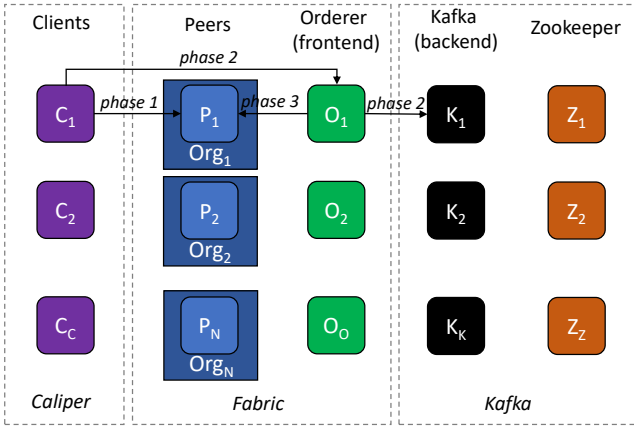 Clients
Peers
Orderer
(frontend)
Kafka
(backend)
Zookeeper
phase 2
phase 1
phase 3
phase 2
C1
P1
Org1
O1
K1
Z1
C2
P2
Org2
O2
K2
Z2
CC
PN
OrgN
OO
KK
ZZ
Caliper
Fabric
Kafka